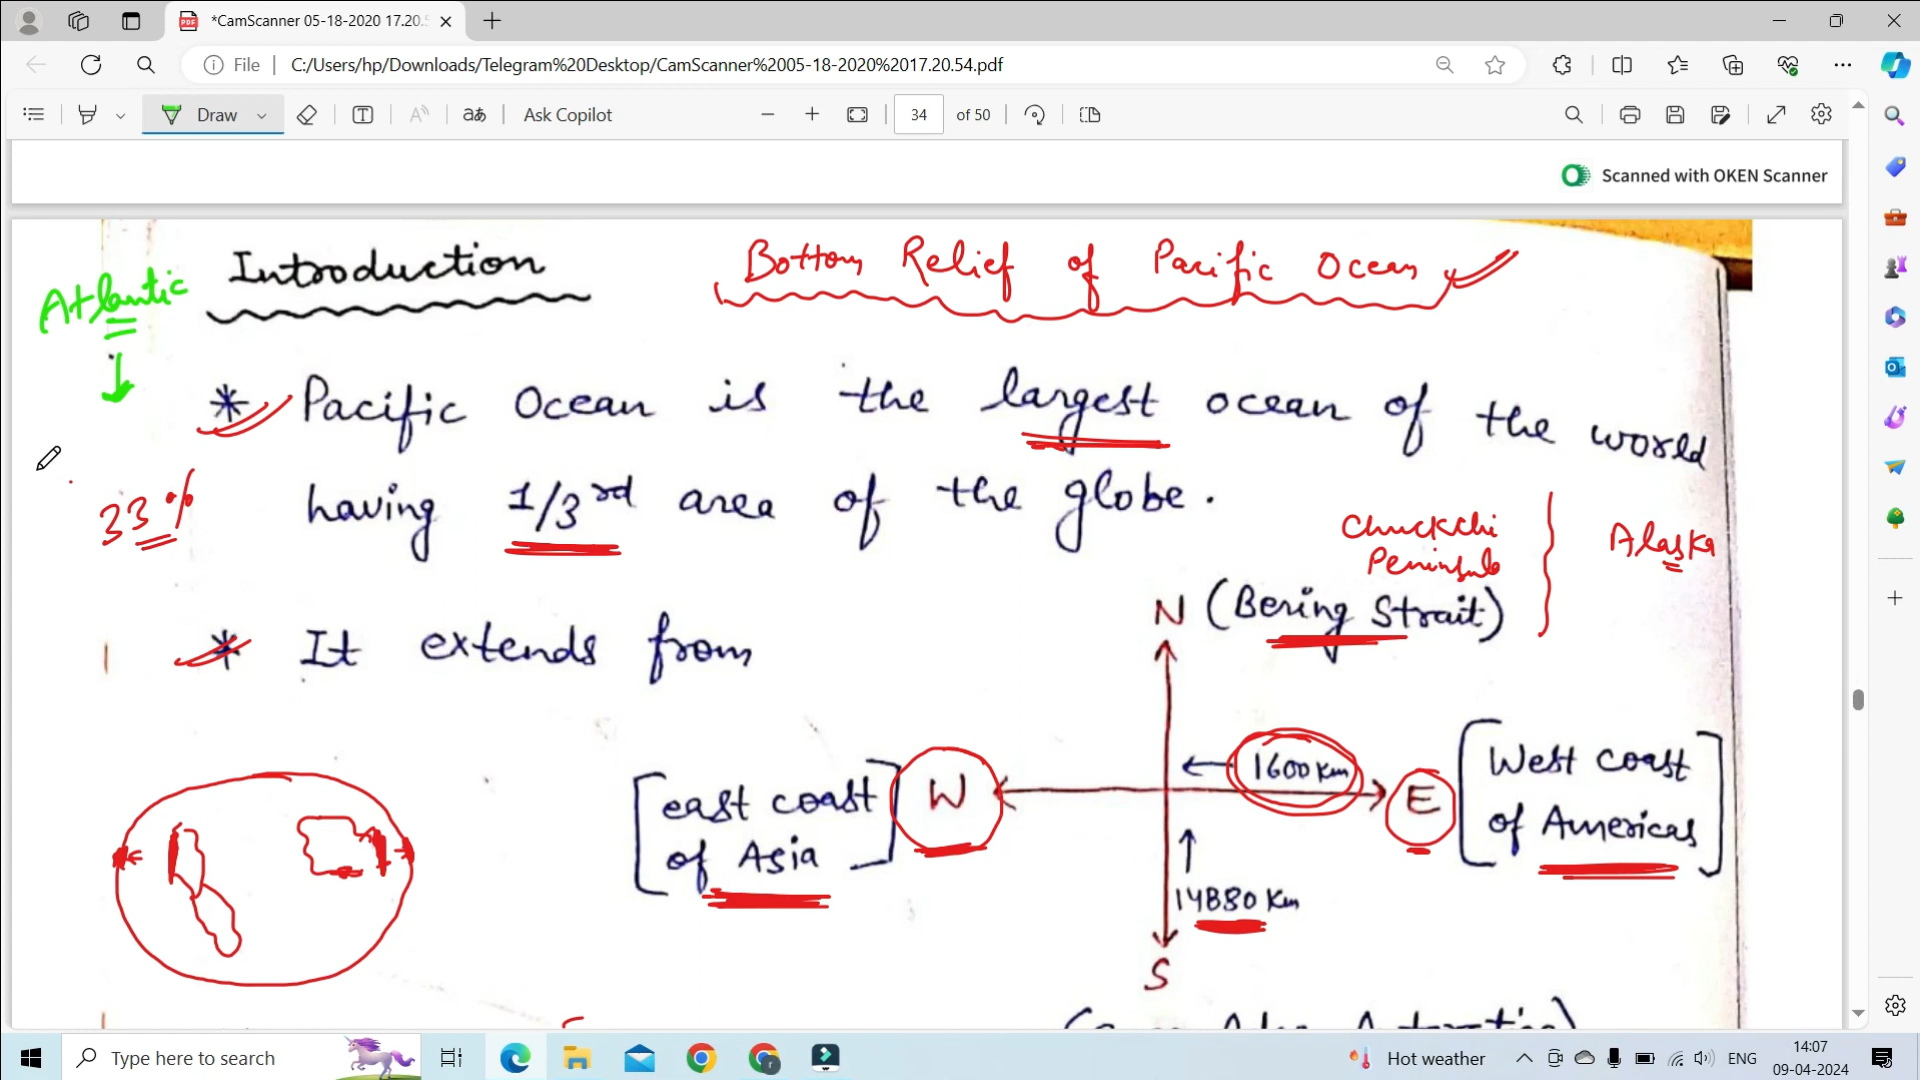 *CamScanner 05-18-2020 17.20.5
File
C:/Users/hp/Downloads/Telegram%20Desktop/CamScanner%2005-18-2020%2017.20.54.pdf
Draw
Ask Copilot
34 of 50
Scanned with OKEN Scanner
Introduction
Bottom Relief of Pacific Ocean
Atlantic
* Pacific Ocean is the largest ocean of the world
33%
having 1/3rd area of the globe.
Chuckchi
Peninsula
Alaska
N (Bering Strait)
* It extends from
[east coast
of Asia]
W
1600 Km
E
[West coast
of Americas]
14880 Km
S
Type here to search
Hot weather
ENG
14:07
09-04-2024